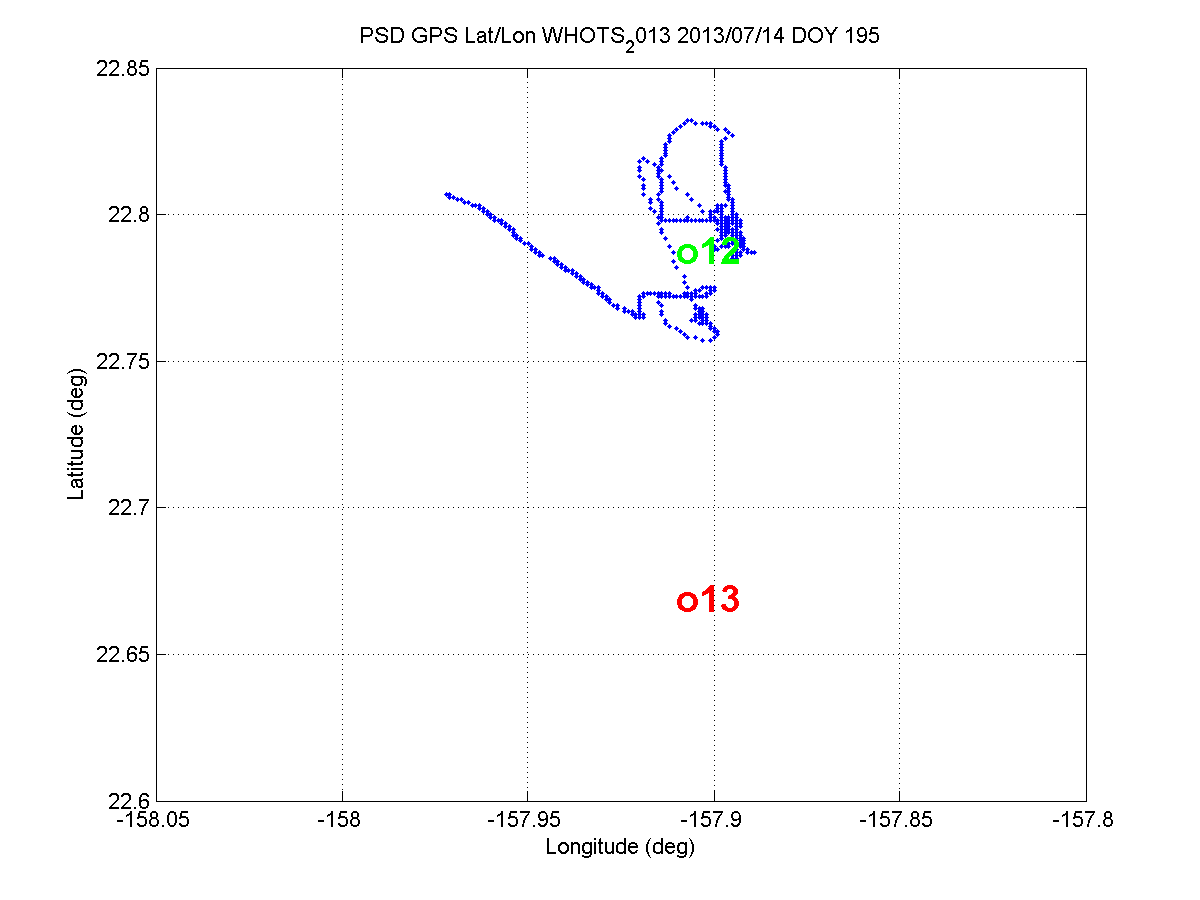 PSD GPS Lat/Lon WHOTS₂013 2013/07/14 DOY 195
22.85
22.8
22.75
22.7
22.65
22.6
Latitude (deg)
o12
o13
-158.05 -158 -157.95 -157.9 -157.85 -157.8
Longitude (deg)